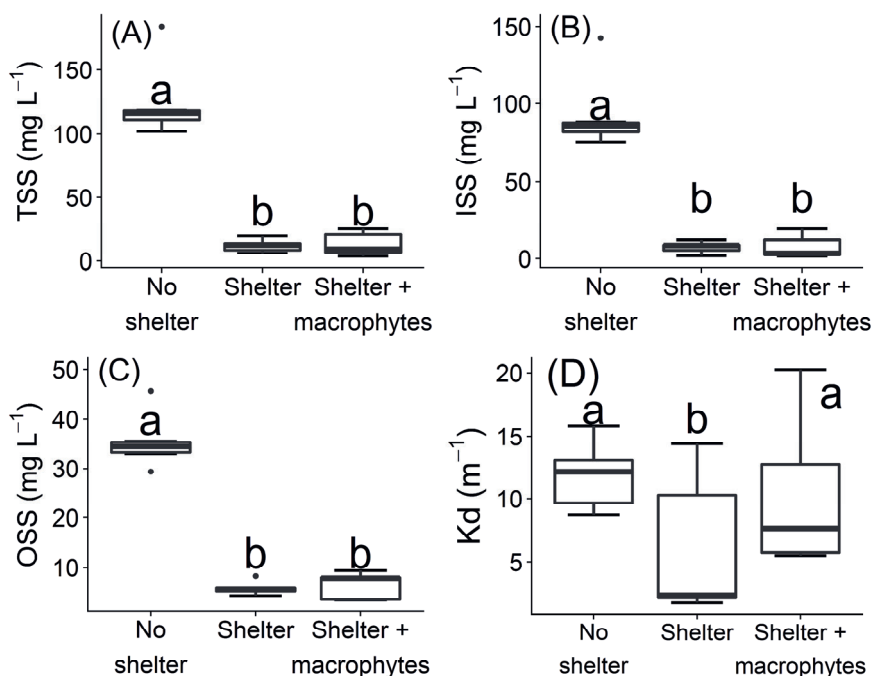 (A)
TSS (mg L⁻¹)
150
100
50
0
a
b
b
No
shelter
Shelter
Shelter +
macrophytes
(B)
ISS (mg L⁻¹)
150
100
50
0
a
b
b
No
shelter
Shelter
Shelter +
macrophytes
(C)
OSS (mg L⁻¹)
50
40
30
20
10
a
b
b
No
shelter
Shelter
Shelter +
macrophytes
(D)
Kd (m⁻¹)
20
15
10
5
a
b
a
No
shelter
Shelter
Shelter +
macrophytes